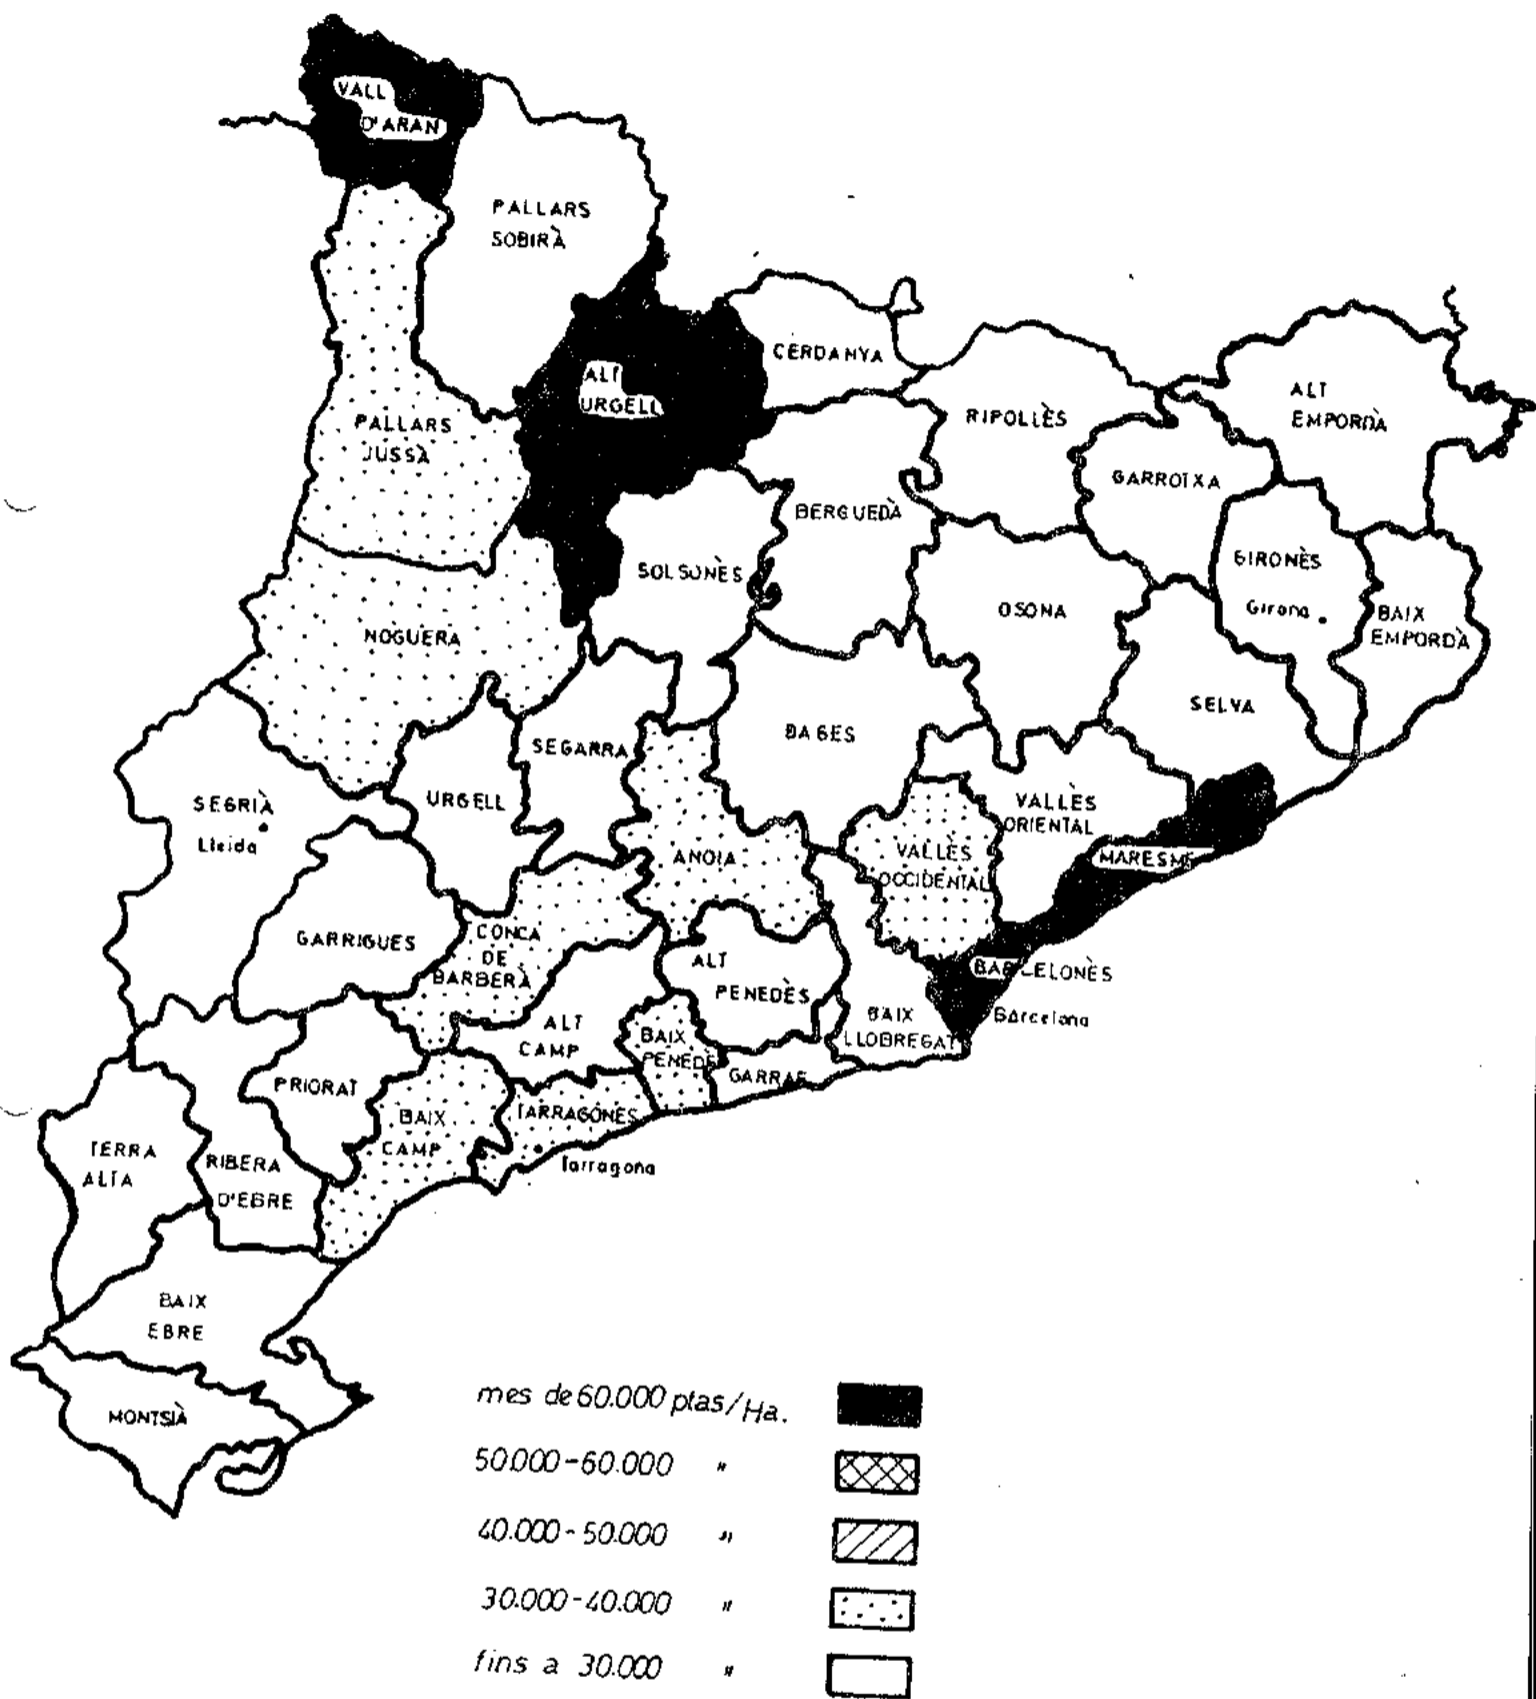 VALL
D'ARAN
PALLARS
SOBIRÀ
CERDANYA
ALT
URGELL
ALT
EMPORDÀ
RIPOLLÈS
PALLARS
JUSSÀ
GARROTXA
BERGUEDÀ
GIRONÈS
Girona
SOLSONÈS
OSONA
BAIX
EMPORDÀ
NOGUERA
SELVA
BAGES
SEGARRA
SEGRIÀ
Lleida
URGELL
VALLÈS
ORIENTAL
ANOIA
VALLÈS
OCCIDENTAL
MARESME
GARRIGUES
CONCA
DE
BARBERÀ
ALT
PENEDÈS
BARCELONÈS
Barcelona
BAIX
LLOBREGAT
ALT
CAMP
BAIX
PENEDÈS
GARRAF
PRIORAT
BAIX
CAMP
TARRAGONÈS
Tarragona
TERRA
ALTA
RIBERA
D'EBRE
BAIX
EBRE
MONTSIÀ
mes de 60.000 ptas/Ha.
50.000-60.000 "
40.000-50.000 "
30.000-40.000 "
fins a 30.000 "